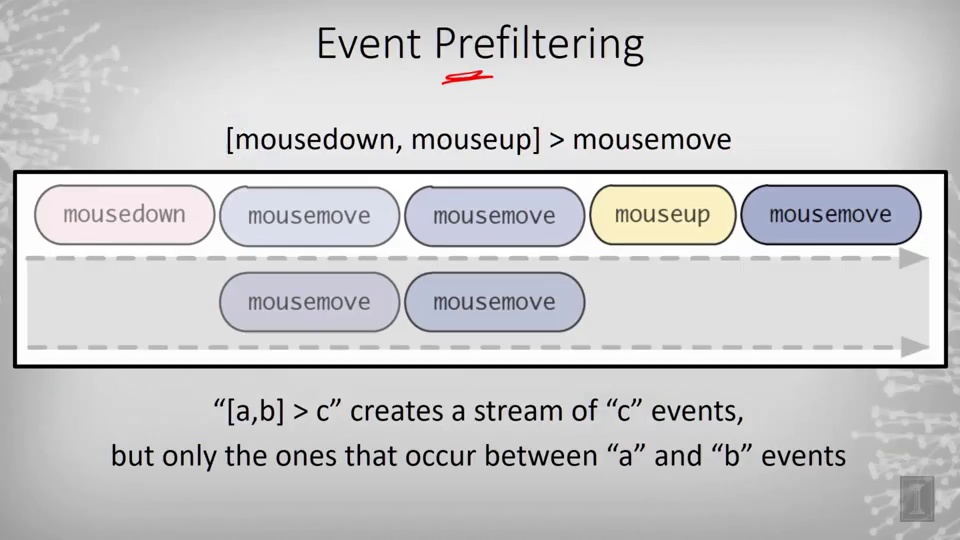 Event Prefiltering
[mousedown, mouseup] > mousemove
mousedown mousemove mousemove mouseup mousemove
mousemove mousemove
“[a,b] > c” creates a stream of “c” events,
but only the ones that occur between “a” and “b” events
I